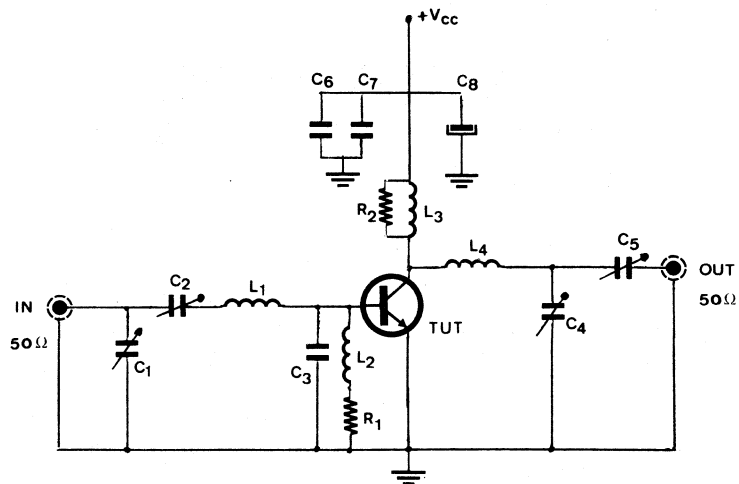 +Vcc
C6 C7 C8
R2 L3
L4 C5
IN C2 L1 OUT
50Ω TUT C4 50Ω
C1 C3 L2
R1